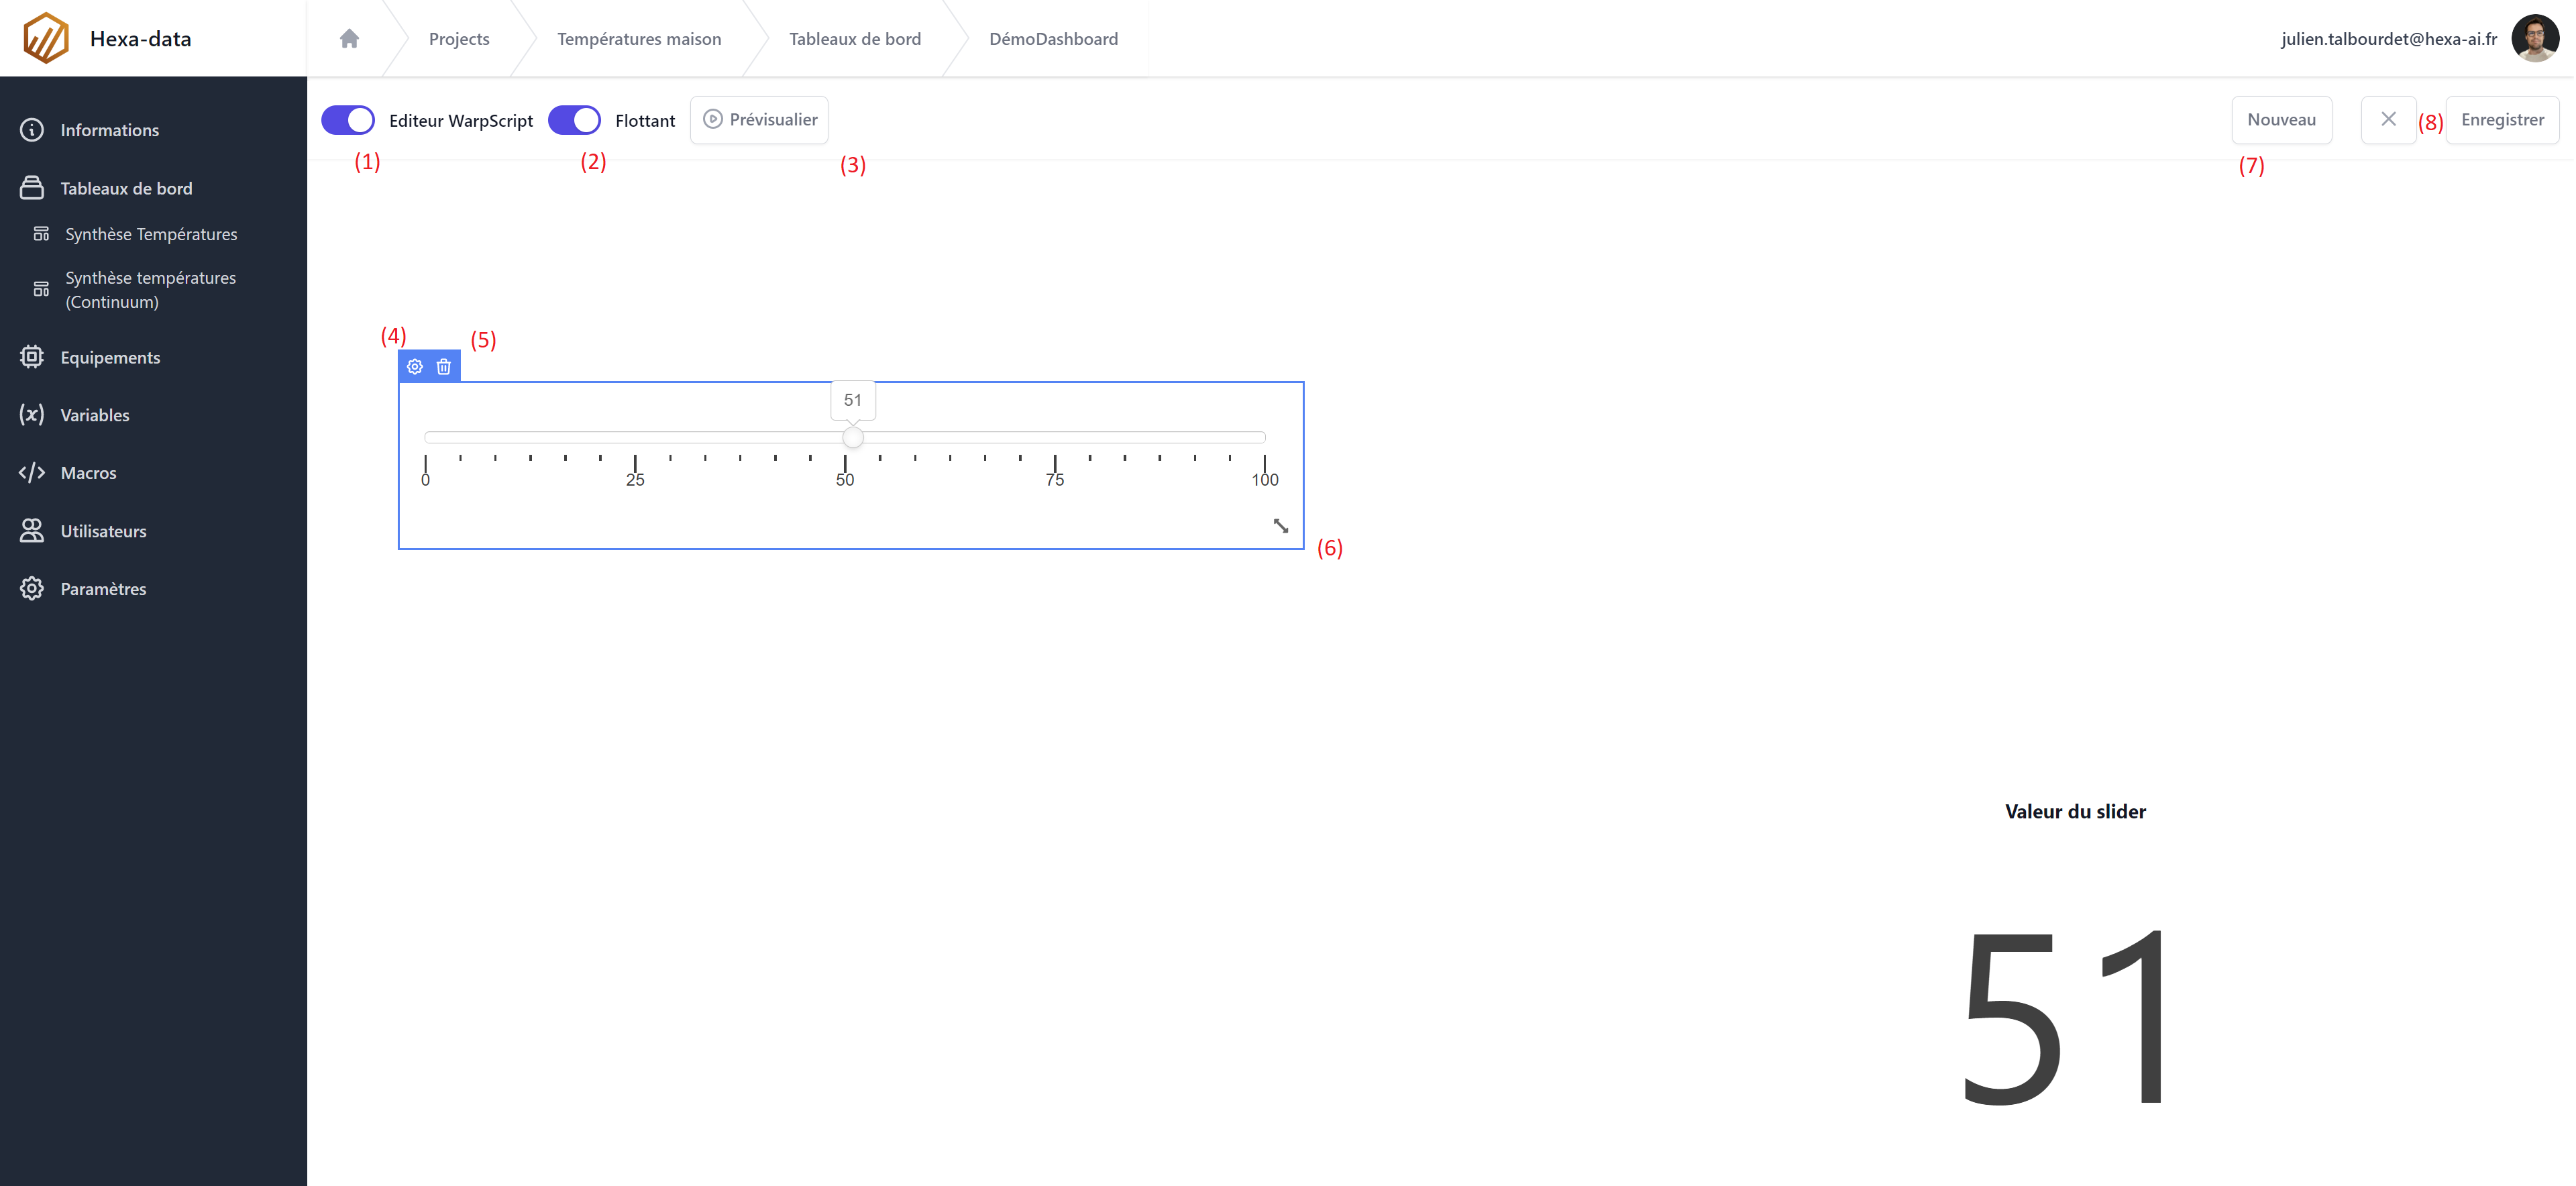 Hexa-data
Projects
Températures maison
Tableaux de bord
DémoDashboard
julien.talbourdet@hexa-ai.fr
Informations
Tableaux de bord
Synthèse Températures
Synthèse températures
(Continuum)
Equipements
(x) Variables
Macros
Utilisateurs
Paramètres
Editeur WarpScript
Flottant
Prévisualier
Nouveau
Enregistrer
(1)
(2)
(3)
(7)
(8)
(4)
(5)
51
0 25 50 75 100
(6)
Valeur du slider
51